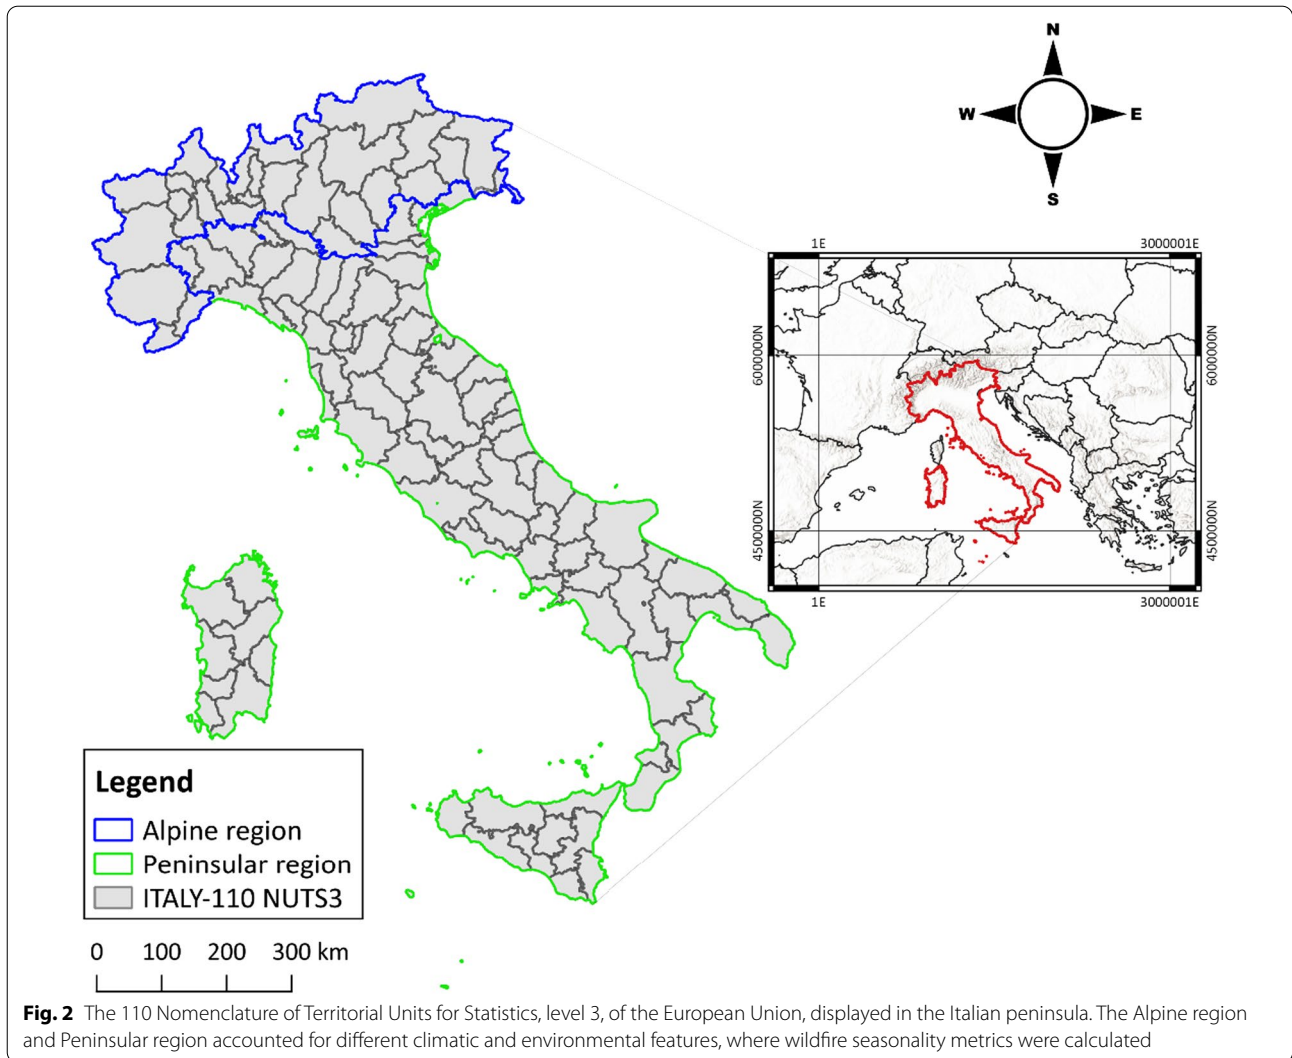 N
W E
S
1E 3000001E
6000000N 6000000N
4500000N 4500000N
1E 3000001E
Legend
Alpine region
Peninsular region
ITALY-110 NUTS3
0 100 200 300 km
Fig. 2 The 110 Nomenclature of Territorial Units for Statistics, level 3, of the European Union, displayed in the Italian peninsula. The Alpine region
and Peninsular region accounted for different climatic and environmental features, where wildfire seasonality metrics were calculated